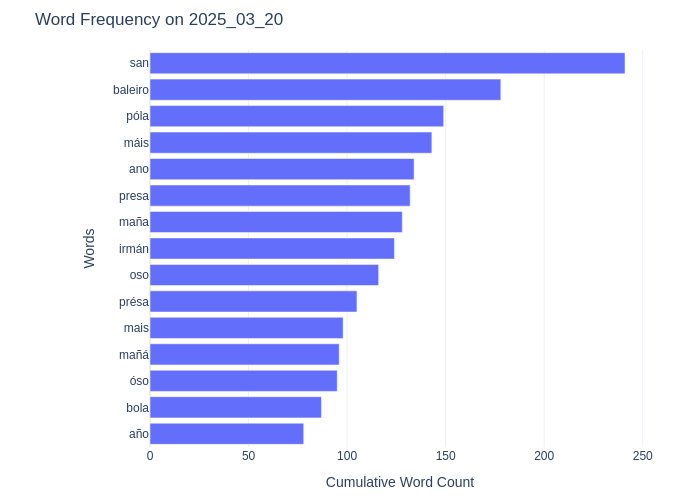 Word Frequency on 2025_03_20
Words
san
baleiro
póla
máis
ano
presa
maña
irmán
oso
présa
mais
mañá
óso
bola
año
0 50 100 150 200 250
Cumulative Word Count